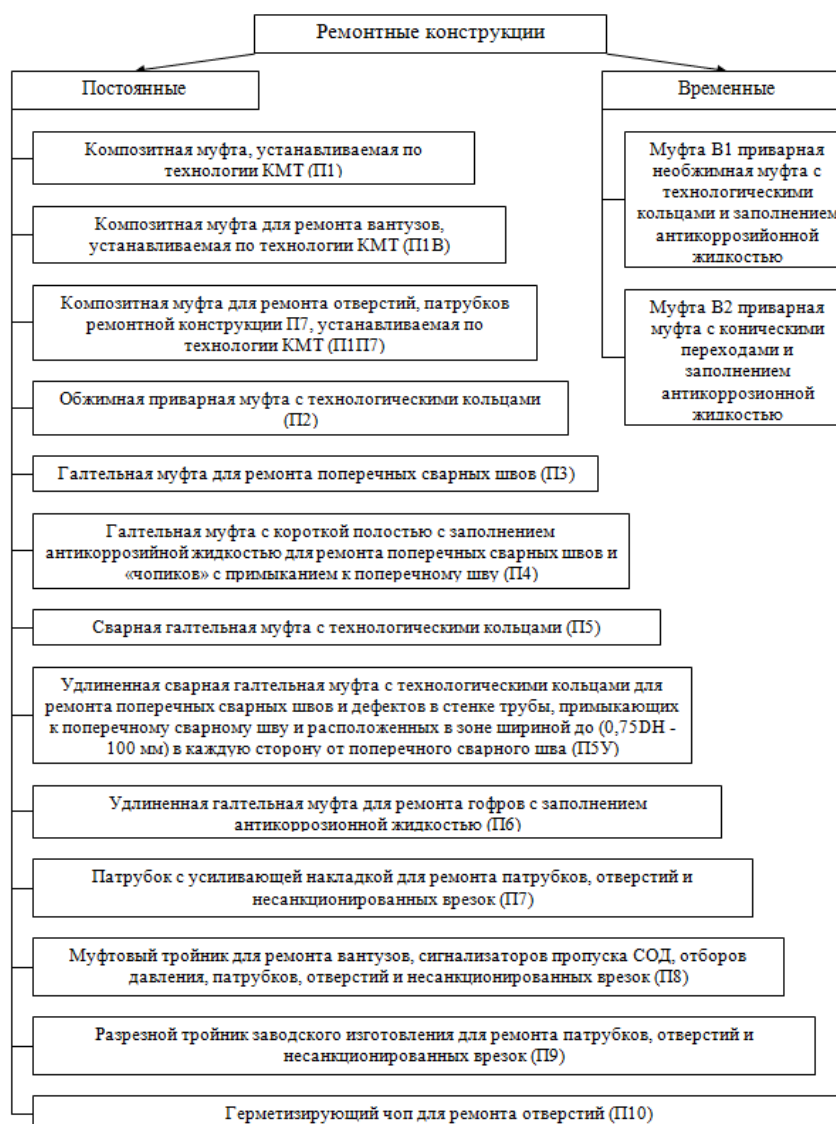 Ремонтные конструкции
Постоянные
Временные
Композитная муфта, устанавливаемая по
технологии КМТ (П1)
Композитная муфта для ремонта вантузов,
устанавливаемая по технологии КМТ (П1В)
Композитная муфта для ремонта отверстий, патрубков
ремонтной конструкции П7, устанавливаемая по
технологии КМТ (П1П7)
Обжимная приварная муфта с технологическими кольцами
(П2)
Галтельная муфта для ремонта поперечных сварных швов (П3)
Галтельная муфта с короткой полостью с заполнением
антикоррозийной жидкостью для ремонта поперечных сварных швов и
«чопиков» с примыканием к поперечному шву (П4)
Сварная галтельная муфта с технологическими кольцами (П5)
Удлиненная сварная галтельная муфта с технологическими кольцами для
ремонта поперечных сварных швов и дефектов в стенке трубы, примыкающих
к поперечному сварному шву и расположенных в зоне шириной до (0,75DH -
100 мм) в каждую сторону от поперечного сварного шва (П5У)
Удлиненная галтельная муфта для ремонта гофров с заполнением
антикоррозионной жидкостью (П6)
Патрубок с усиливающей накладкой для ремонта патрубков, отверстий и
несанкционированных врезок (П7)
Муфтовый тройник для ремонта вантузов, сигнализаторов пропуска СОД, отборов
давления, патрубков, отверстий и несанкционированных врезок (П8)
Разрезной тройник заводского изготовления для ремонта патрубков, отверстий и
несанкционированных врезок (П9)
Герметизирующий чоп для ремонта отверстий (П10)
Муфта В1 приварная
необжимная муфта с
технологическими
кольцами и заполнением
антикоррозийонной
жидкостью
Муфта В2 приварная
муфта с коническими
переходами и
заполнением
антикоррозионной
жидкостью